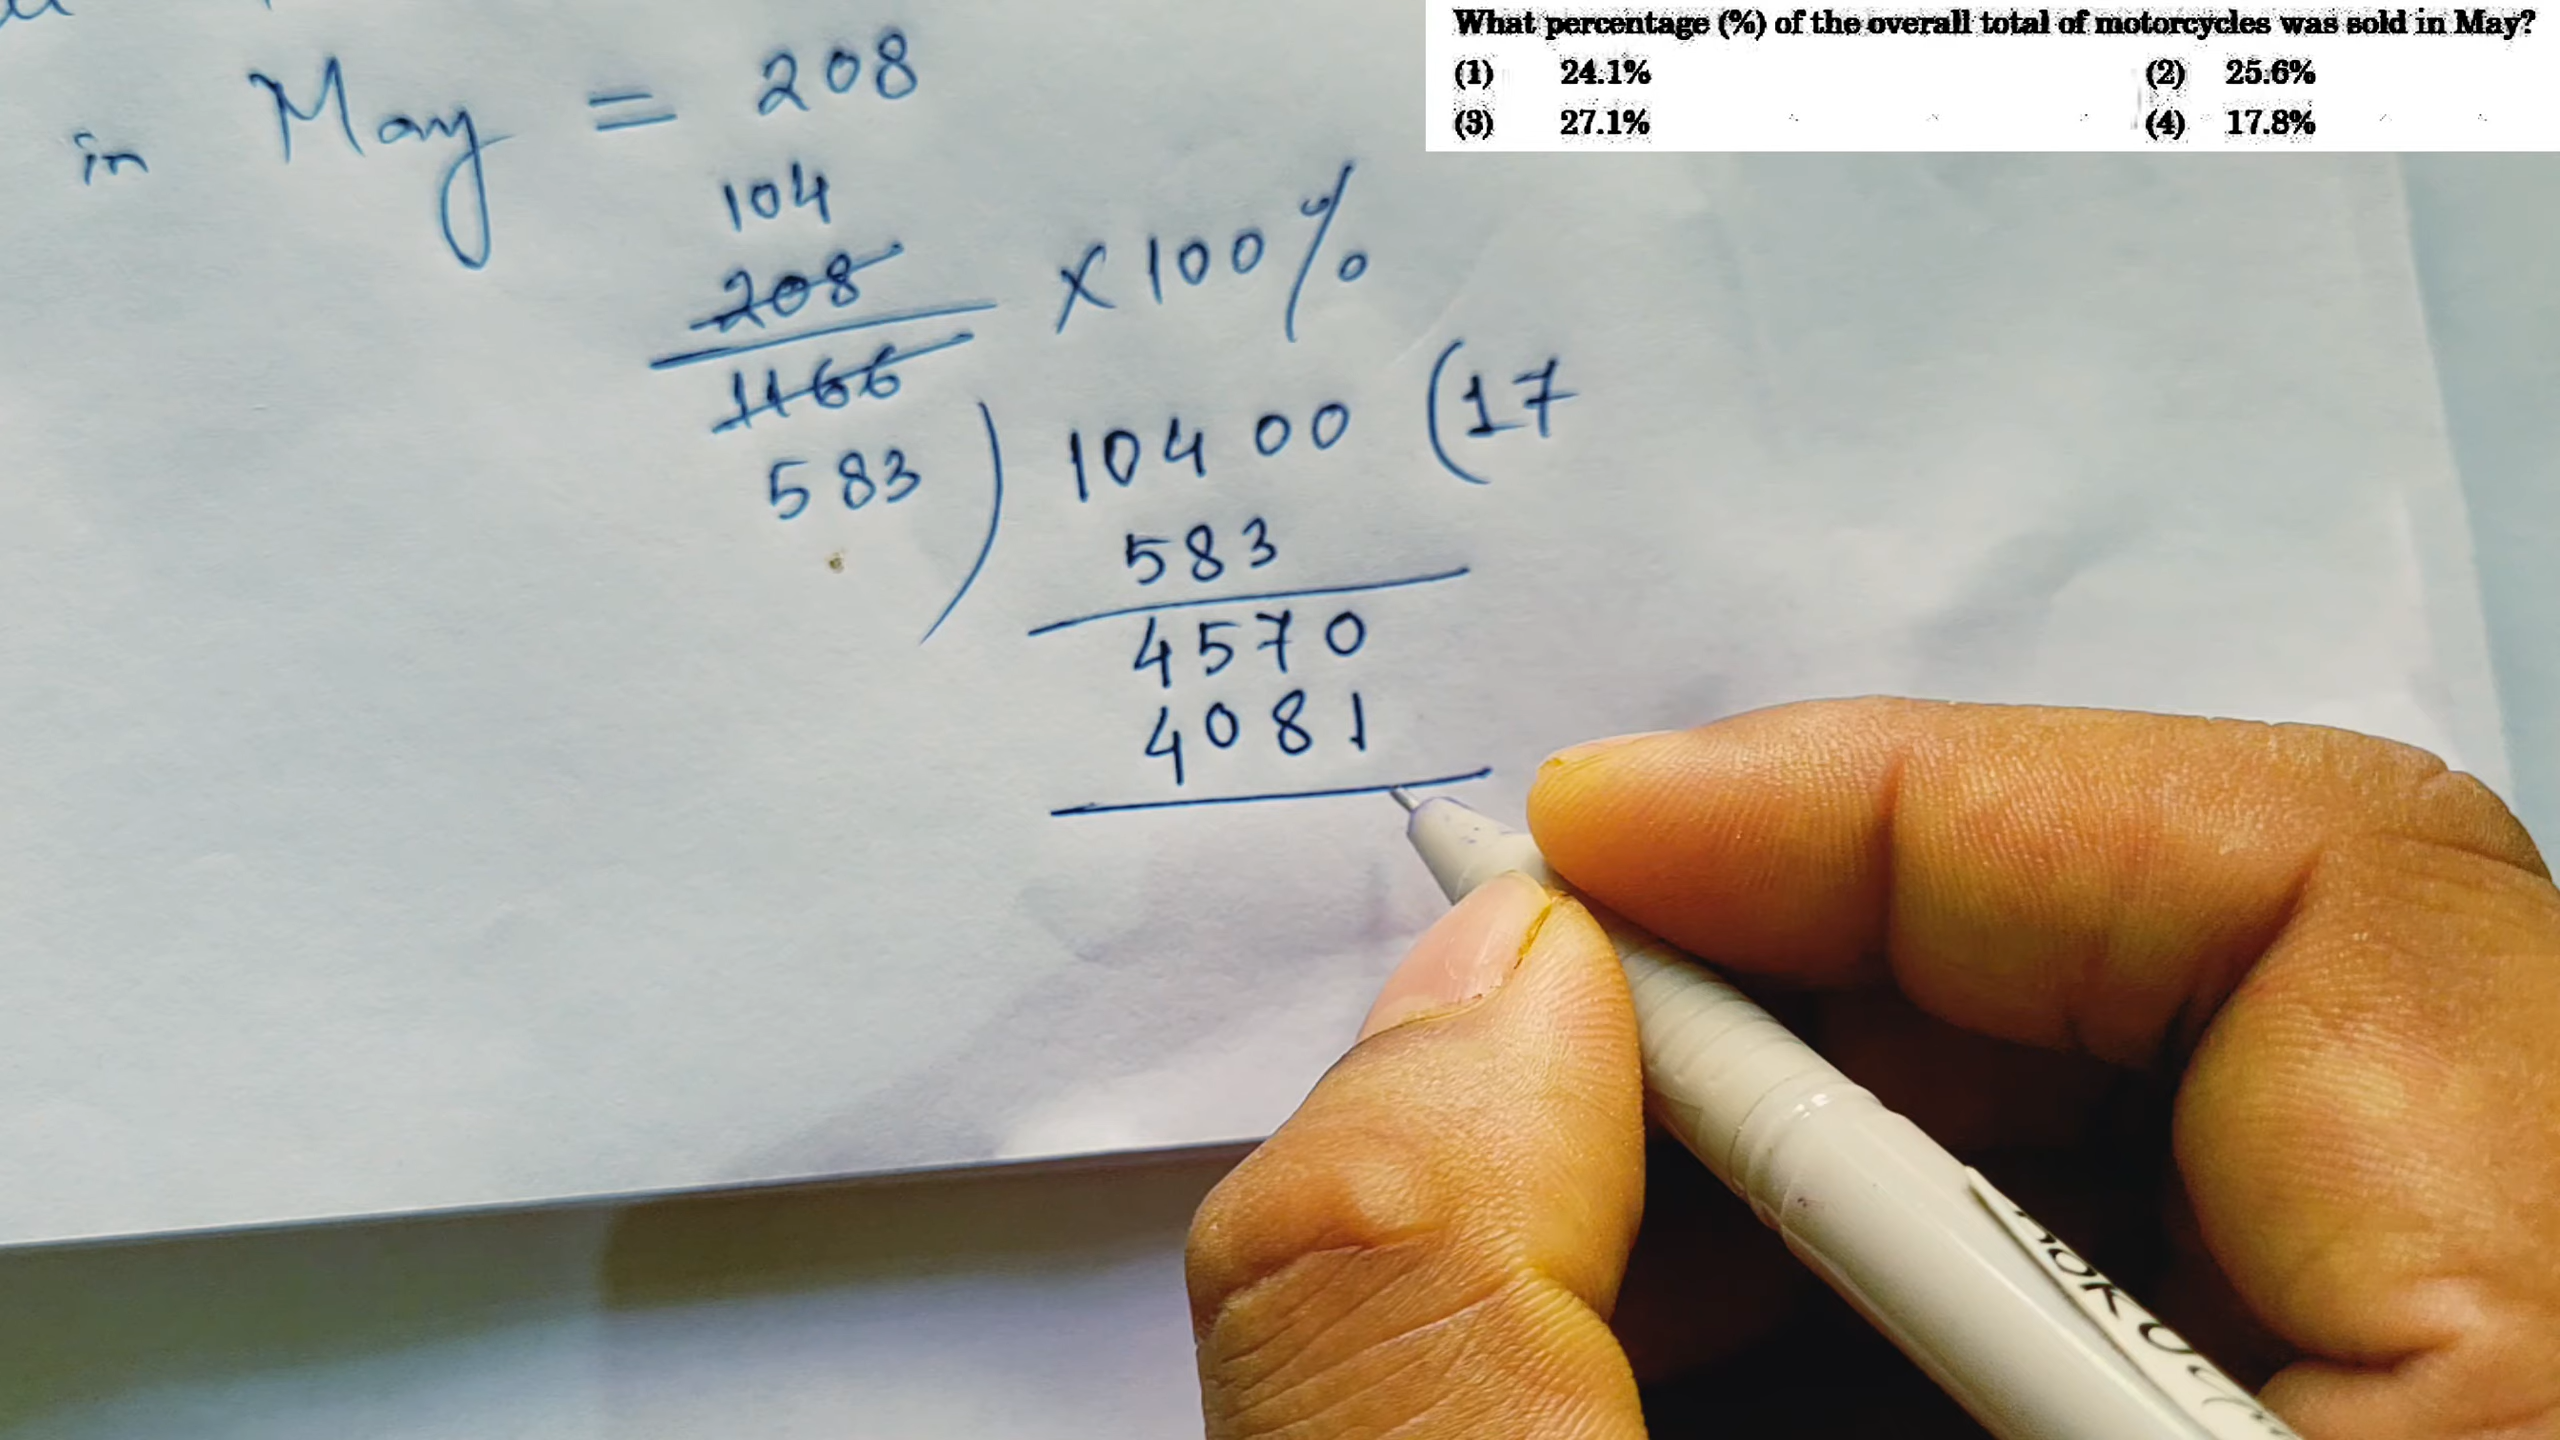 What percentage (%) of the overall total of motorcycles was sold in May?
(1) 24.1% (2) 25.6%
(3) 27.1% (4) 17.8%
in May = 208
104
208 × 100%
1166
583 ) 10400 (17
583
4570
4081